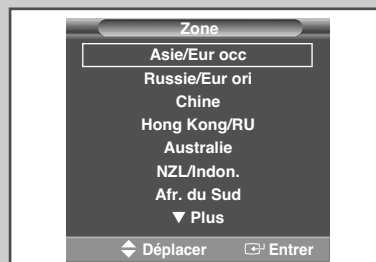 Zone
Asie/Eur occ
Russie/Eur ori
Chine
Hong Kong/RU
Australie
NZL/Indon.
Afr. du Sud
▼ Plus
Déplacer Entrer